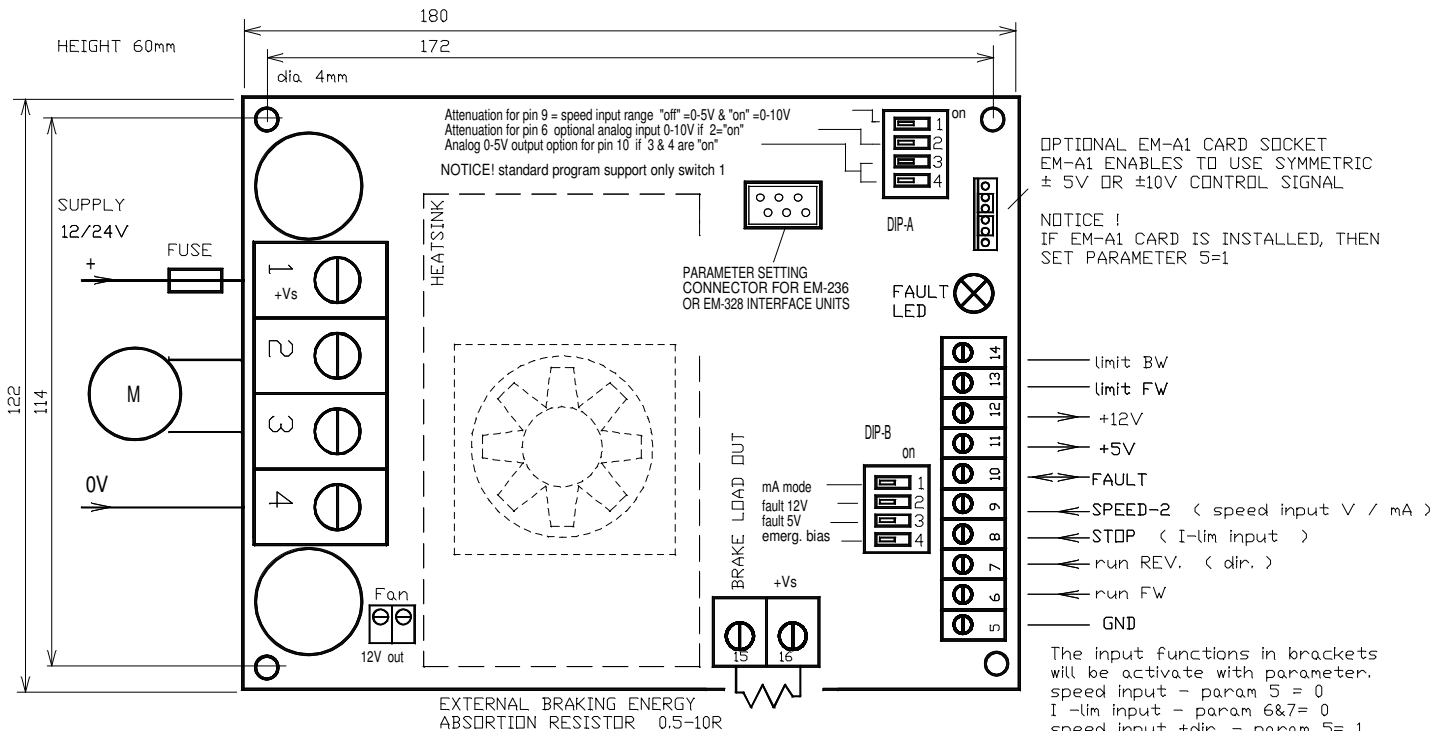 180
172
HEIGHT 60mm
dia 4mm
122
114
Attenuation for pin 9 = speed input range "off" =0-5V & "on" =0-10V
Attenuation for pin 6 optional analog input 0-10V if 2="on"
Analog 0-5V output option for pin 10 if 3 & 4 are "on"
NOTICE! standard program support only switch 1
on
1
2
3
4
DIP-A
OPTIONAL EM-A1 CARD SOCKET
EM-A1 ENABLES TO USE SYMMETRIC
± 5V OR ±10V CONTROL SIGNAL
NOTICE !
IF EM-A1 CARD IS INSTALLED, THEN
SET PARAMETER 5=1
SUPPLY
12/24V
+
FUSE
1
+Vs
2
3
4
M
0V
HEATSINK
PARAMETER SETTING
CONNECTOR FOR EM-236
OR EM-328 INTERFACE UNITS
FAULT
LED
14
limit BW
13
limit FW
12
+12V
11
+5V
10
FAULT
9
SPEED-2 ( speed input V / mA )
8
STOP ( I-lim input )
7
run REV. ( dir. )
6
run FW
5
GND
DIP-B
on
mA mode
1
fault 12V
2
fault 5V
3
emerg. bias
4
BRAKE LOAD OUT
+Vs
15
16
Fan
12V out
EXTERNAL BRAKING ENERGY
ABSORTION RESISTOR 0.5-10R
The input functions in brackets
will be activate with parameter.
speed input - param 5 = 0
I -lim input - param 6&7= 0
speed input +dir. - param 5= 1